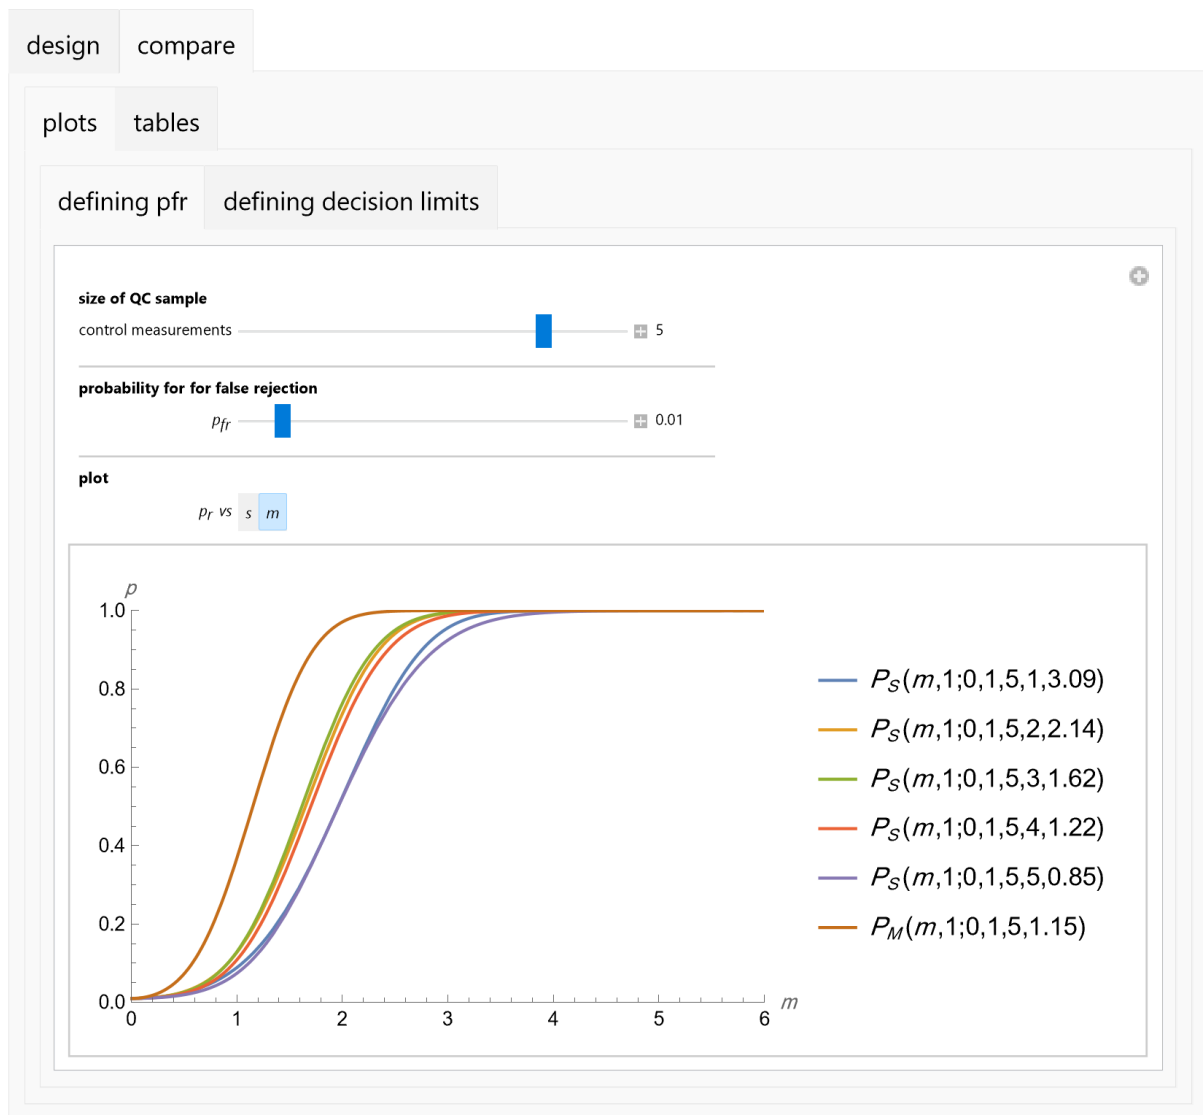 design compare
plots tables
defining pfr defining decision limits
size of QC sample
control measurements 5
probability for for false rejection
pfr 0.01
plot
pr vs s m
p
1.0
0.8
0.6
0.4
0.2
0.0
0 1 2 3 4 5 6 m
PS(m,1;0,1,5,1,3.09)
PS(m,1;0,1,5,2,2.14)
PS(m,1;0,1,5,3,1.62)
PS(m,1;0,1,5,4,1.22)
PS(m,1;0,1,5,5,0.85)
PM(m,1;0,1,5,1.15)